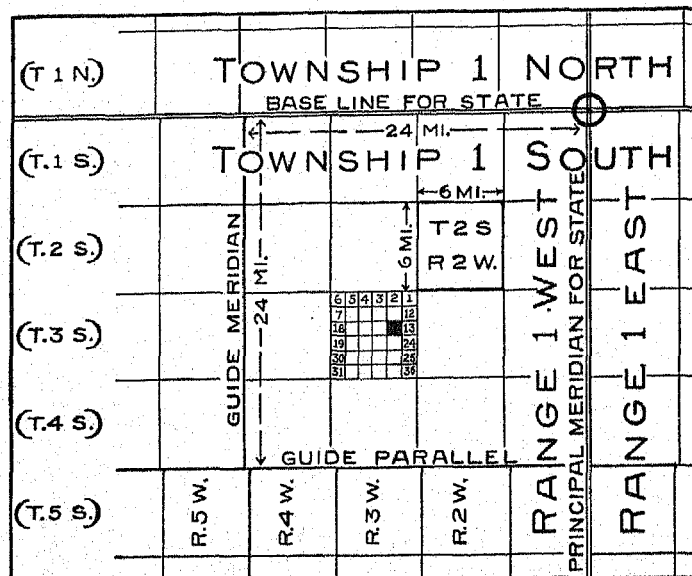 (T 1 N.)
TOWNSHIP 1 NORTH
BASE LINE FOR STATE
24 MI.
(T.1 S.)
TOWNSHIP 1 SOUTH
6 MI.
(T.2 S.)
GUIDE MERIDIAN
24 MI.
6 MI.
T2S
R2W.
RANGE 1 WEST
PRINCIPAL MERIDIAN FOR STATE
RANGE 1 EAST
(T.3 S.)
6 5 4 3 2 1
7 12
18 13
19 24
30 25
31 36
(T.4 S.)
GUIDE PARALLEL
(T.5 S.)
R.5 W.
R.4 W.
R.3 W.
R.2 W.